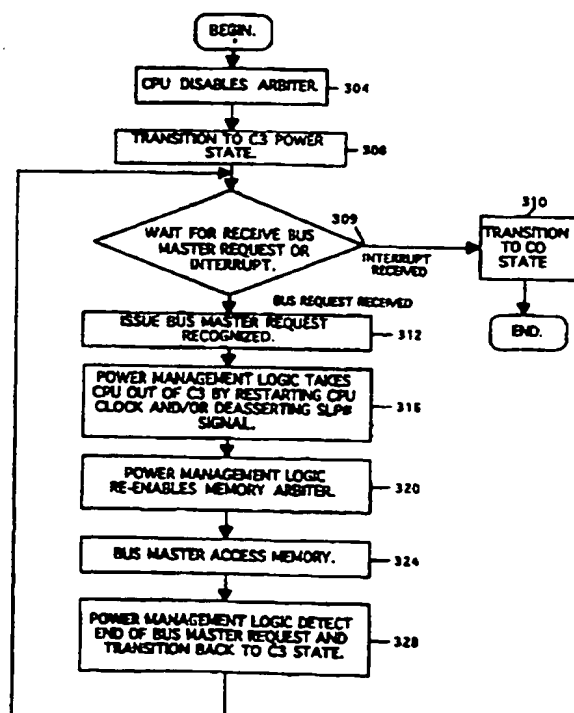 BEGIN.
CPU DISABLES ARBITER.
304
TRANSITION TO C3 POWER
STATE.
306
309
WAIT FOR RECEIVE BUS
MASTER REQUEST OR
INTERRUPT.
INTERRUPT
RECEIVED
310
TRANSITION
TO C0
STATE
END.
BUS REQUEST RECEIVED
ISSUE BUS MASTER REQUEST
RECOGNIZED.
312
POWER MANAGEMENT LOGIC TAKES
CPU OUT OF C3 BY RESTARTING CPU
CLOCK AND/OR DEASSERTING SLP#
SIGNAL.
316
POWER MANAGEMENT LOGIC
RE-ENABLES MEMORY ARBITER.
320
BUS MASTER ACCESS MEMORY.
324
POWER MANAGEMENT LOGIC DETECT
END OF BUS MASTER REQUEST AND
TRANSITION BACK TO C3 STATE.
328